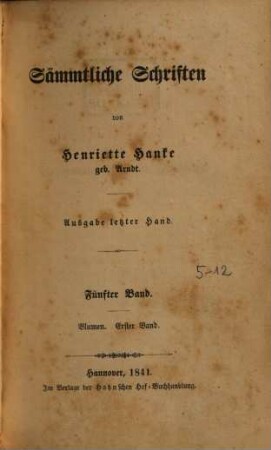 Sämmtliche Schriften
von
Henriette Hanke
geb. Arndt.
Ausgabe letzter Hand.
Fünfter Band.
5-12
Blumen. Erster Band.
Hannover, 1841.
Im Verlage der Hahnschen Hof-Buchhandlung.